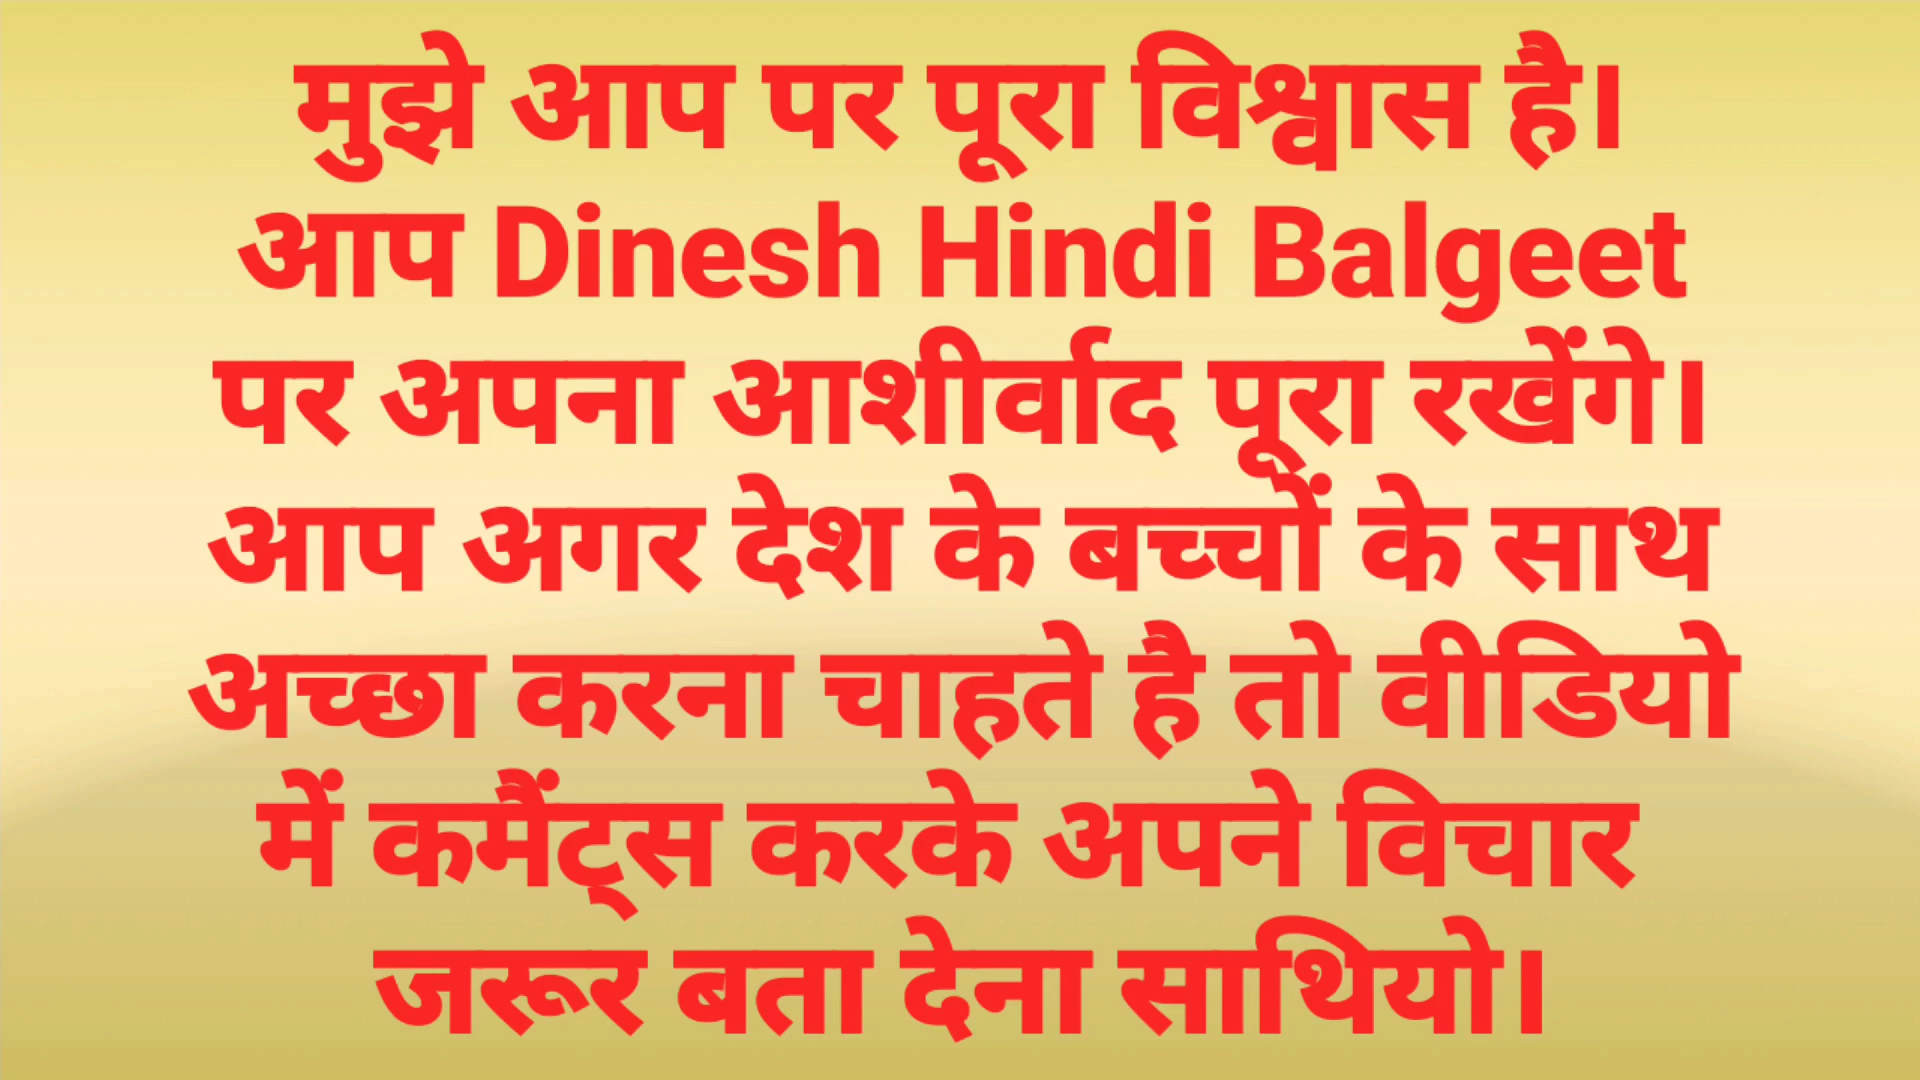 मुझे आप पर पूरा विश्वास है।
आप Dinesh Hindi Balgeet
पर अपना आशीर्वाद पूरा रखेंगे।
आप अगर देश के बच्चों के साथ
अच्छा करना चाहते है तो वीडियो
में कमैंट्स करके अपने विचार
जरूर बता देना साथियो।